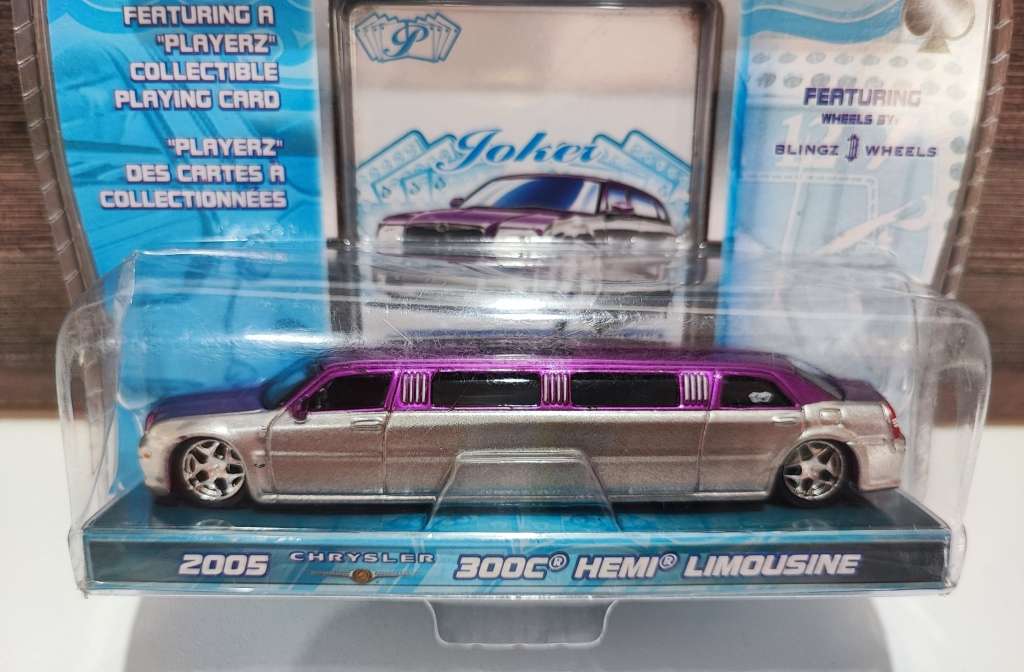 FEATURING A
"PLAYERZ"
COLLECTIBLE
PLAYING CARD
"PLAYERZ"
DES CARTES A
COLLECTIONNÉES
P
Joker
FEATURING
WHEELS BY:
BLINGZ B WHEELS
2005 CHRYSLER 300C® HEMI® LIMOUSINE